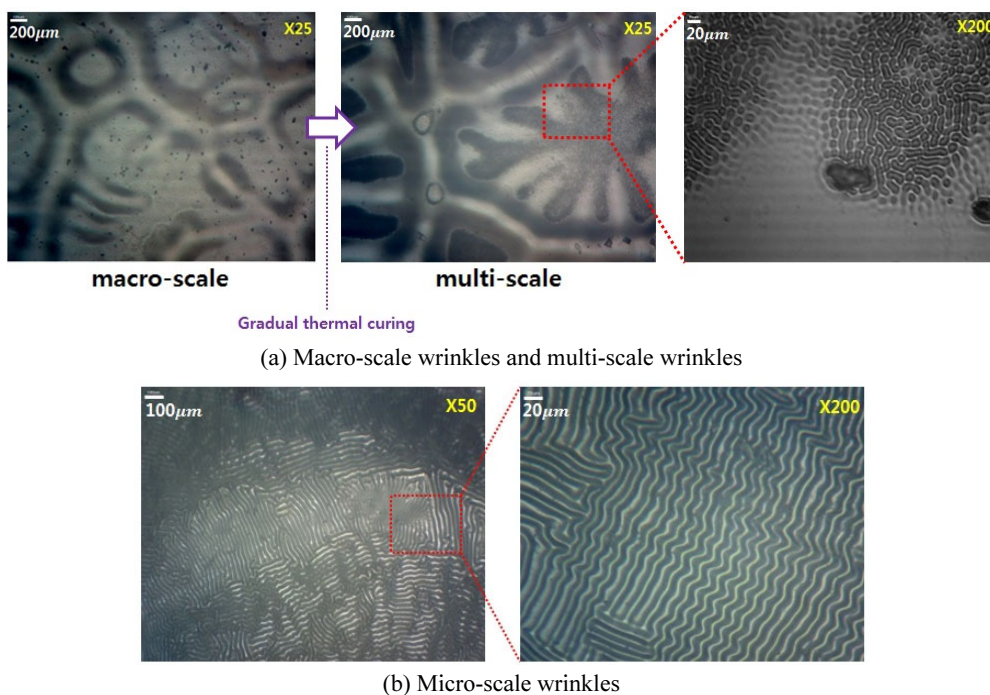 200μm X25
200μm X25
20μm X200
macro-scale
multi-scale
Gradual thermal curing
(a) Macro-scale wrinkles and multi-scale wrinkles
100μm X50
20μm X200
(b) Micro-scale wrinkles